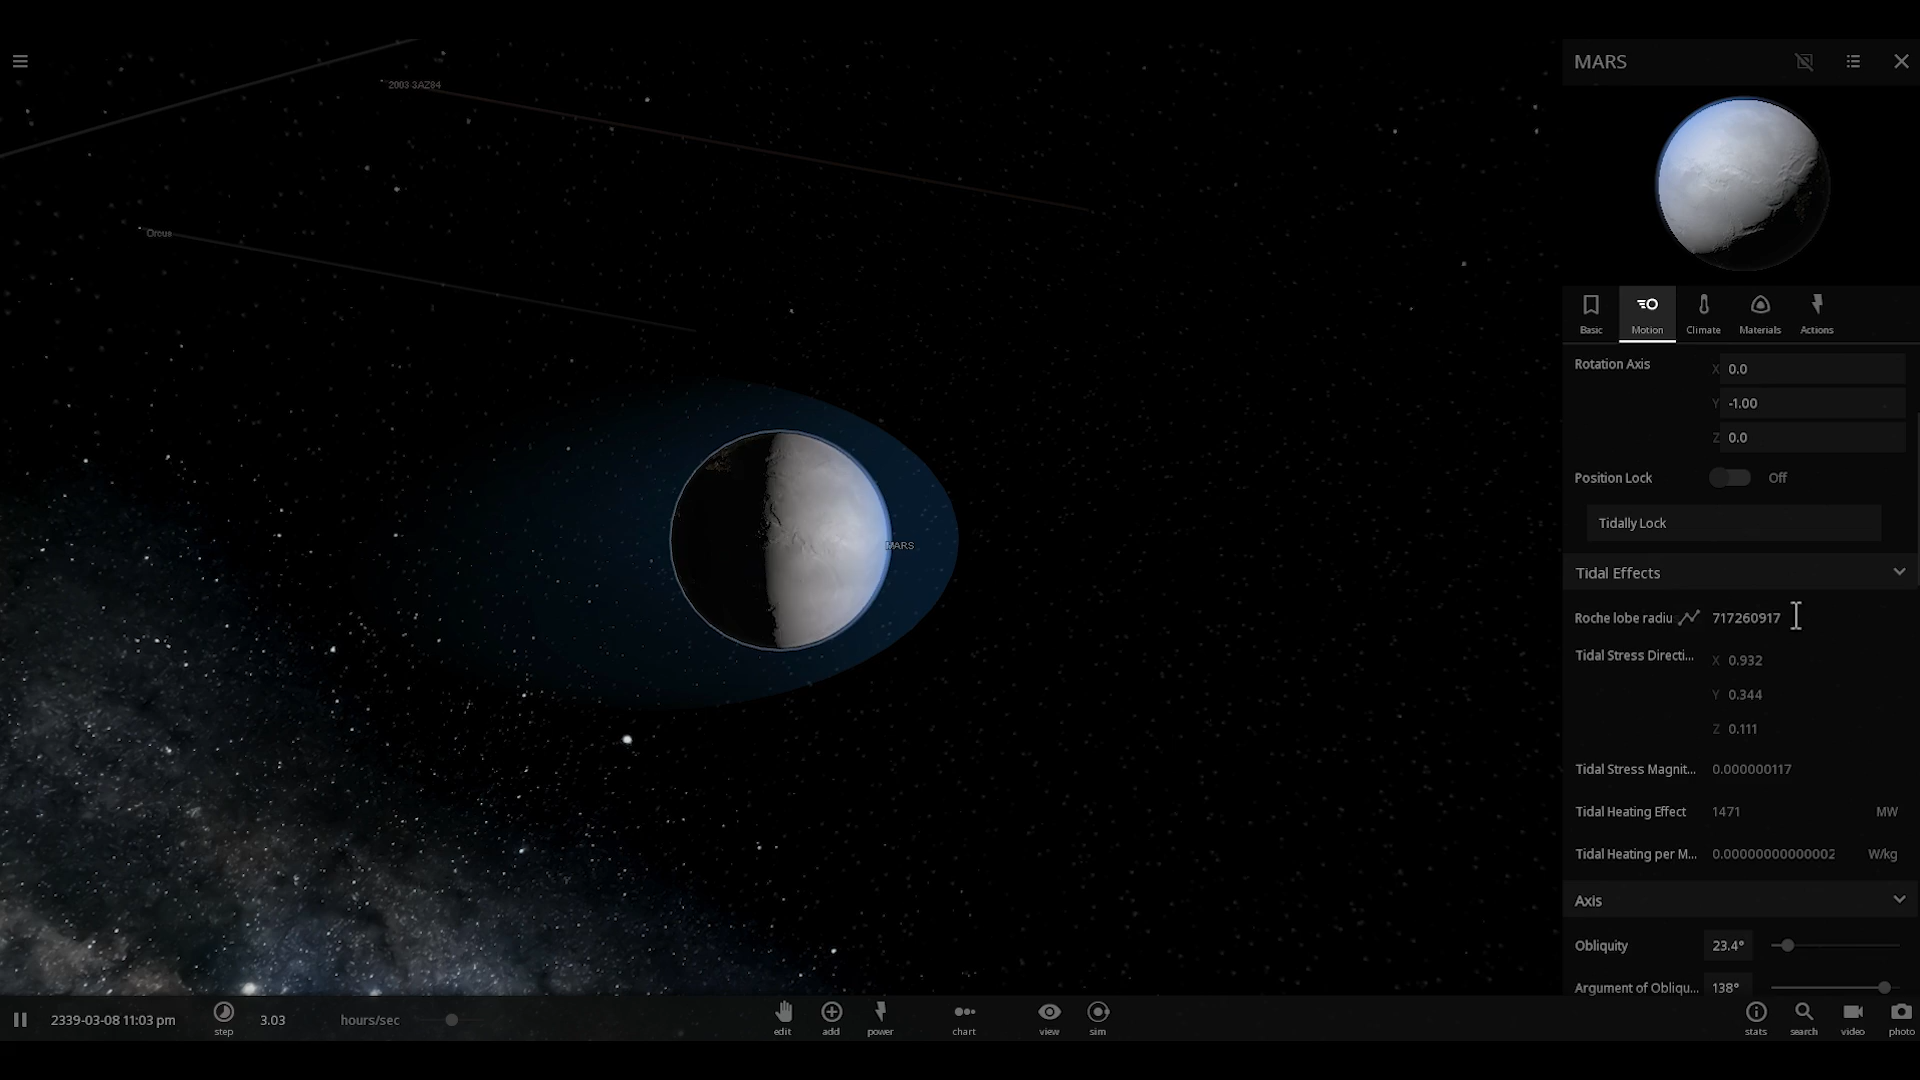 2003 3AZ84
Orcus
MARS
MARS
Basic
Motion
Climate
Materials
Actions
Rotation Axis
X 0.0
Y -1.00
Z 0.0
Position Lock Off
Tidally Lock
Tidal Effects
Roche lobe radiu 717260917
Tidal Stress Directi... X 0.932
Y 0.344
Z 0.111
Tidal Stress Magnit... 0.000000117
Tidal Heating Effect 1471 MW
Tidal Heating per M... 0.00000000000002 W/kg
Axis
Obliquity 23.4°
Argument of Obliqu... 138°
2339-03-08 11:03 pm
step
3.03 hours/sec
edit
add
power
chart
view
sim
stats
search
video
photo